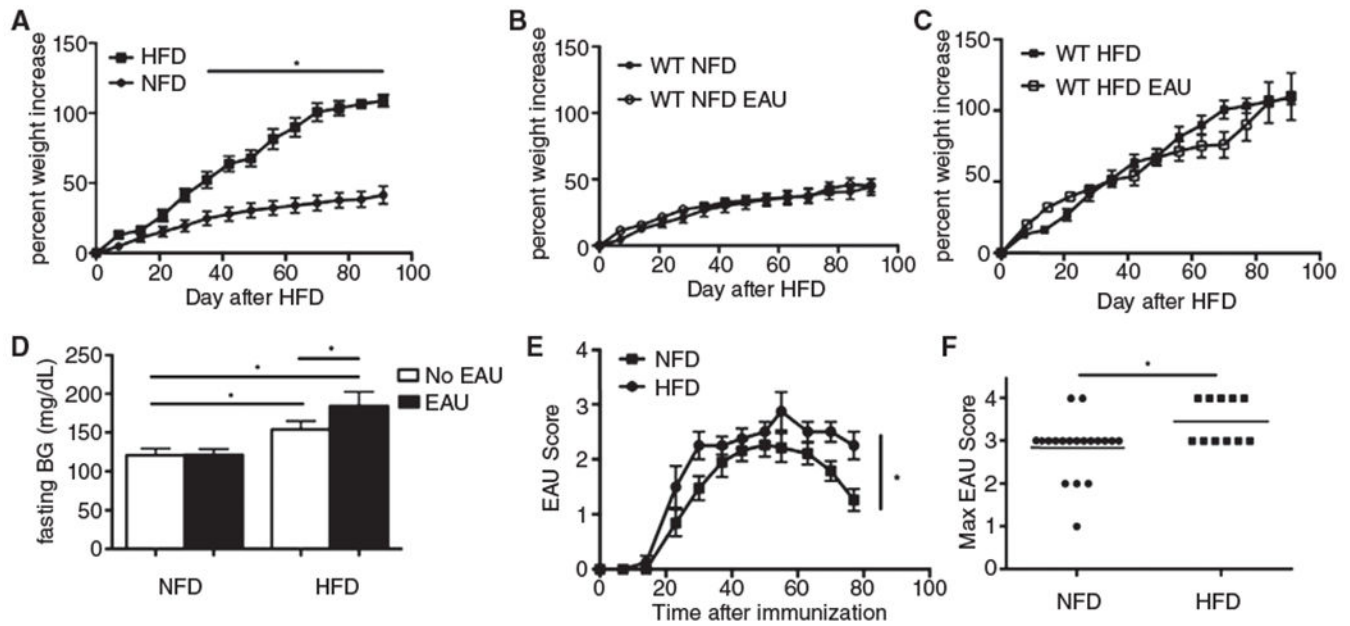 A
150
100
50
0
percent weight increase
HFD
NFD
*
0 20 40 60 80 100
Day after HFD
B
150
100
50
0
percent weight increase
WT NFD
WT NFD EAU
0 20 40 60 80 100
Day after HFD
C
150
100
50
0
percent weight increase
WT HFD
WT HFD EAU
0 20 40 60 80 100
Day after HFD
D
250
200
150
100
50
0
fasting BG (mg/dL)
*
*
*
No EAU
EAU
NFD HFD
E
4
3
2
1
0
EAU Score
NFD
HFD
*
0 20 40 60 80 100
Time after immunization
F
4
3
2
1
0
Max EAU Score
*
NFD HFD